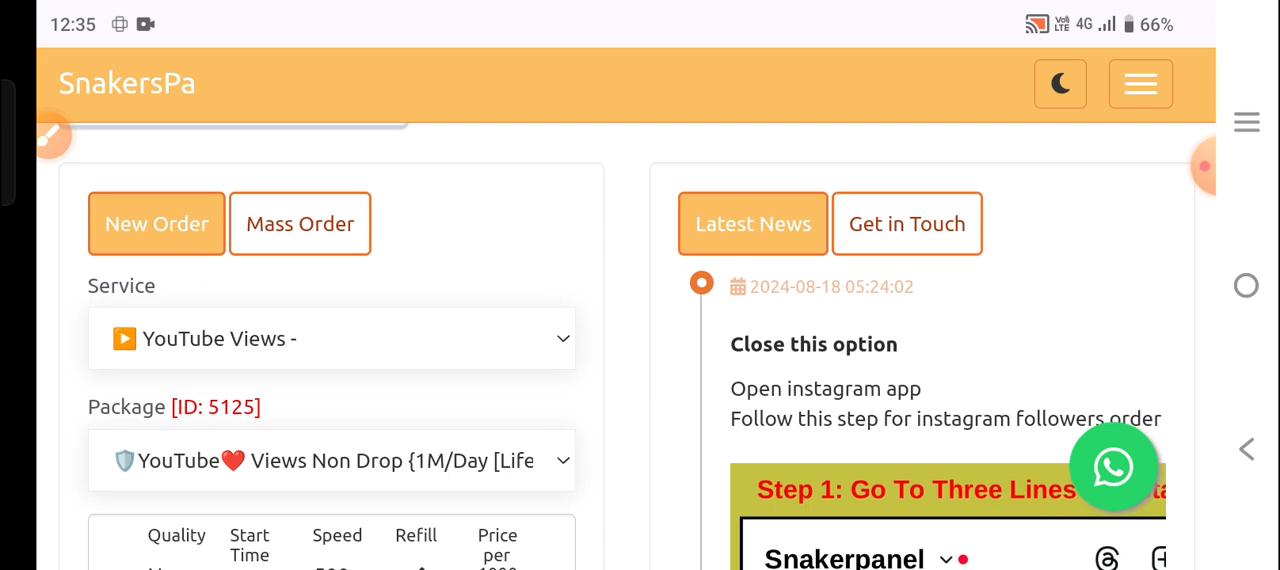 12:35
VoI LTE 4G 66%
SnakersPa
New Order Mass Order
Service
YouTube Views -
Package [ID: 5125]
YouTube Views Non Drop {1M/Day [Life
Quality Start Time Speed Refill Price per
Latest News Get in Touch
2024-08-18 05:24:02
Close this option
Open instagram app
Follow this step for instagram followers order
Step 1: Go To Three Lines
Snakerpanel